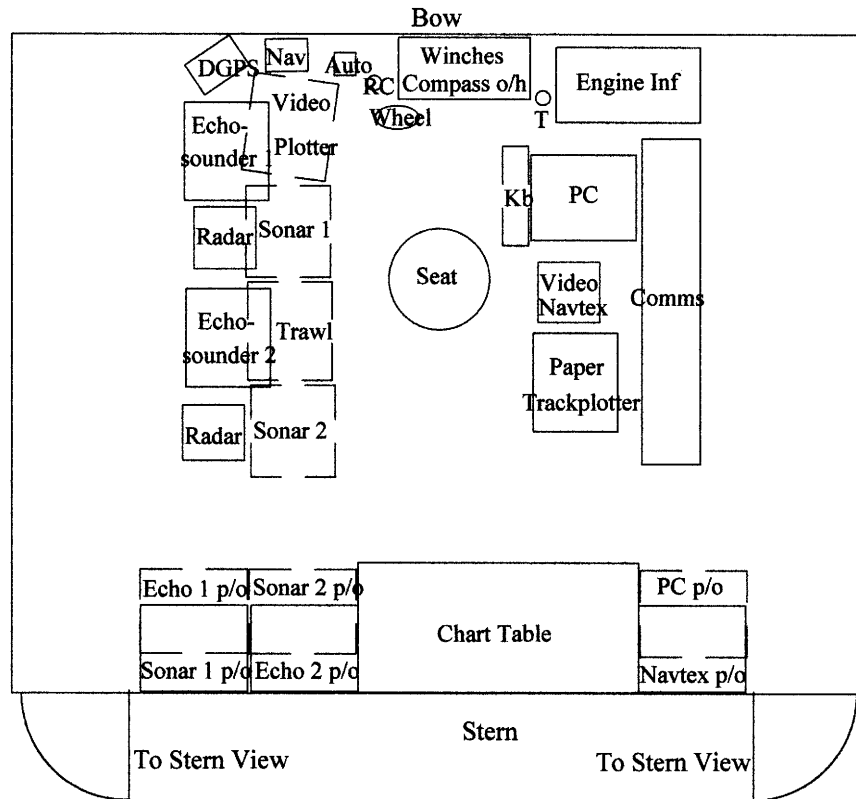 Bow
DGPS
Nav
Auto
RC
Winches
Compass o/h
T
Engine Inf
Video
Plotter
Wheel
Echo-
sounder 1
Kb
PC
Radar
Sonar 1
Seat
Video
Navtex
Comms
Echo-
sounder 2
Trawl
Paper
Trackplotter
Radar
Sonar 2
Echo 1 p/o
Sonar 2 p/o
PC p/o
Chart Table
Sonar 1 p/o
Echo 2 p/o
Navtex p/o
Stern
To Stern View
To Stern View